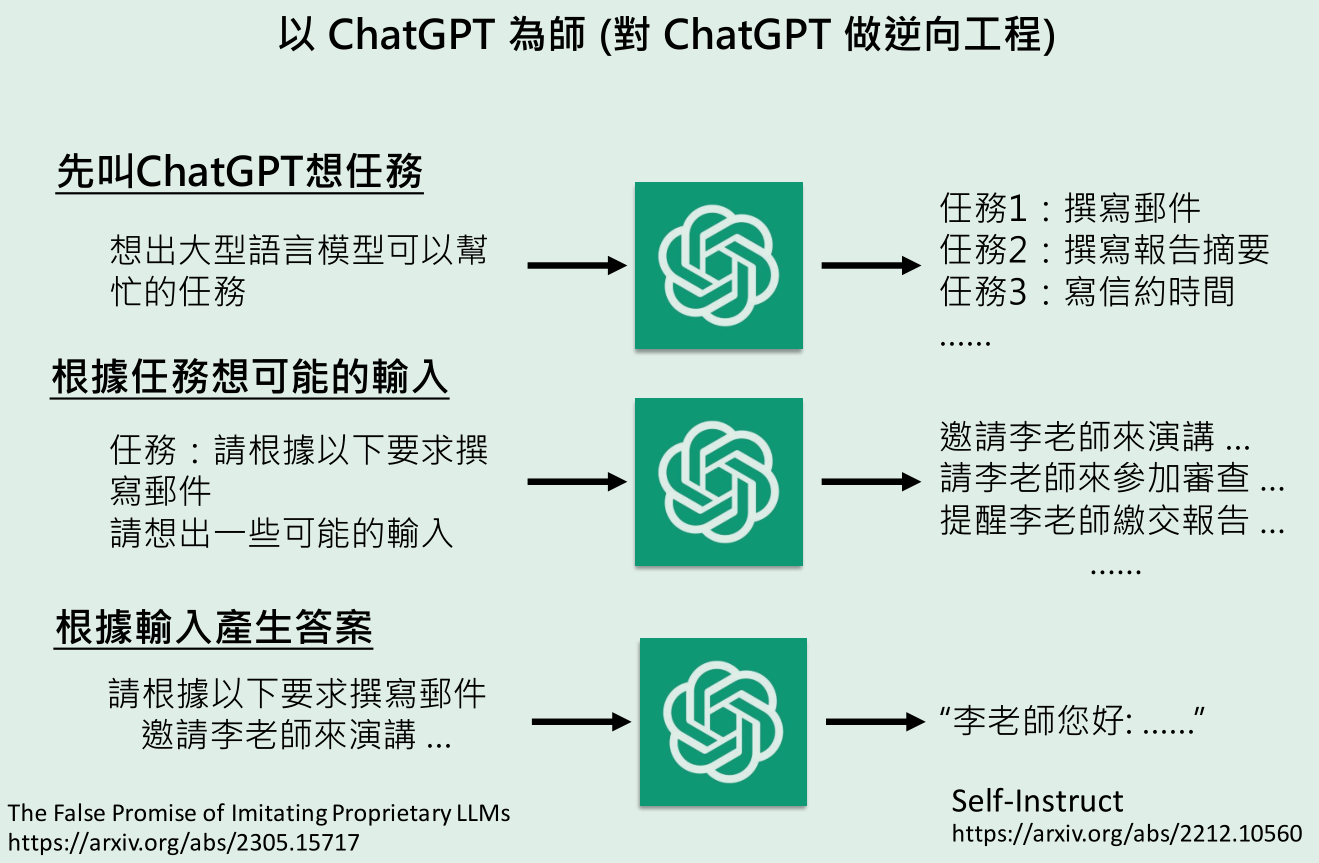 以 ChatGPT 為師 (對 ChatGPT 做逆向工程)
先叫ChatGPT想任務
想出大型語言模型可以幫
忙的任務
任務1：撰寫郵件
任務2：撰寫報告摘要
任務3：寫信約時間
……
根據任務想可能的輸入
任務：請根據以下要求撰
寫郵件
請想出一些可能的輸入
邀請李老師來演講 …
請李老師來參加審查 …
提醒李老師繳交報告 …
……
根據輸入產生答案
請根據以下要求撰寫郵件
邀請李老師來演講 …
“李老師您好: ……”
The False Promise of Imitating Proprietary LLMs
https://arxiv.org/abs/2305.15717
Self-Instruct
https://arxiv.org/abs/2212.10560